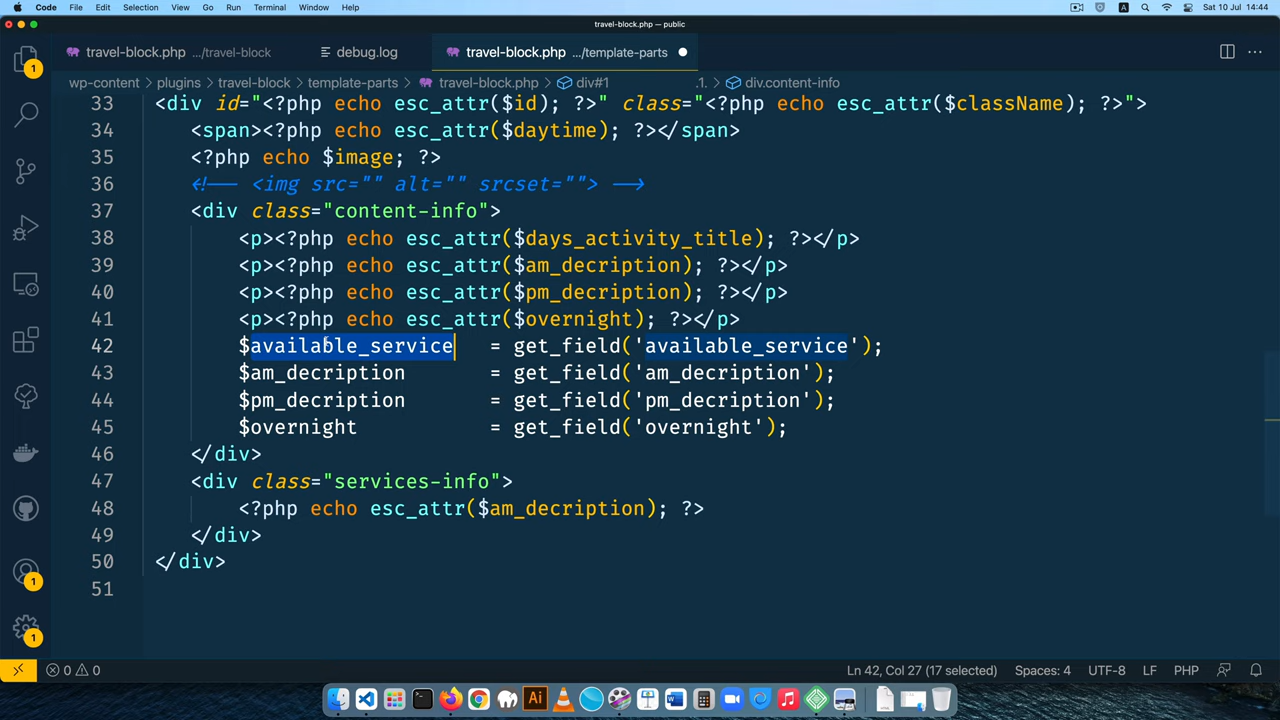 Code File Edit Selection View Go Run Terminal Window Help A Sat 10 Jul 14:44
travel-block.php — public
travel-block.php .../travel-block debug.log travel-block.php .../template-parts
wp-content › plugins › travel-block › template-parts › travel-block.php › div#1 .1. › div.content-info
33 <div id="<?php echo esc_attr($id); ?>" class="<?php echo esc_attr($className); ?>">
34 <span><?php echo esc_attr($daytime); ?></span>
35 <?php echo $image; ?>
36 <!-- <img src="" alt="" srcset=""> -->
37 <div class="content-info">
38 <p><?php echo esc_attr($days_activity_title); ?></p>
39 <p><?php echo esc_attr($am_decription); ?></p>
40 <p><?php echo esc_attr($pm_decription); ?></p>
41 <p><?php echo esc_attr($overnight); ?></p>
42 $available_service = get_field('available_service');
43 $am_decription = get_field('am_decription');
44 $pm_decription = get_field('pm_decription');
45 $overnight = get_field('overnight');
46 </div>
47 <div class="services-info">
48 <?php echo esc_attr($am_decription); ?>
49 </div>
50 </div>
51
1
1
1
0 0 Ln 42, Col 27 (17 selected) Spaces: 4 UTF-8 LF PHP
Ai